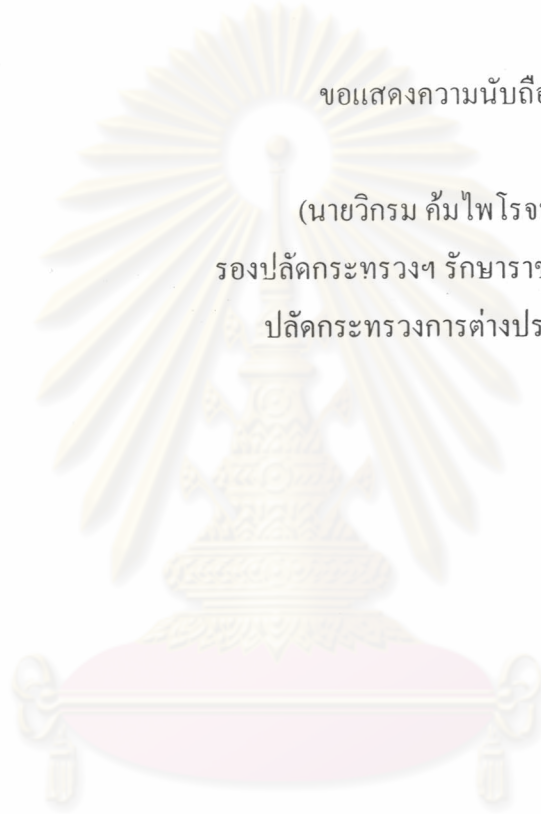 ขอแสดงความนับถือ
(นายวิกรม คุ้มไพโรจ
รองปลัดกระทรวงฯ รักษารา
ปลัดกระทรวงการต่างปร